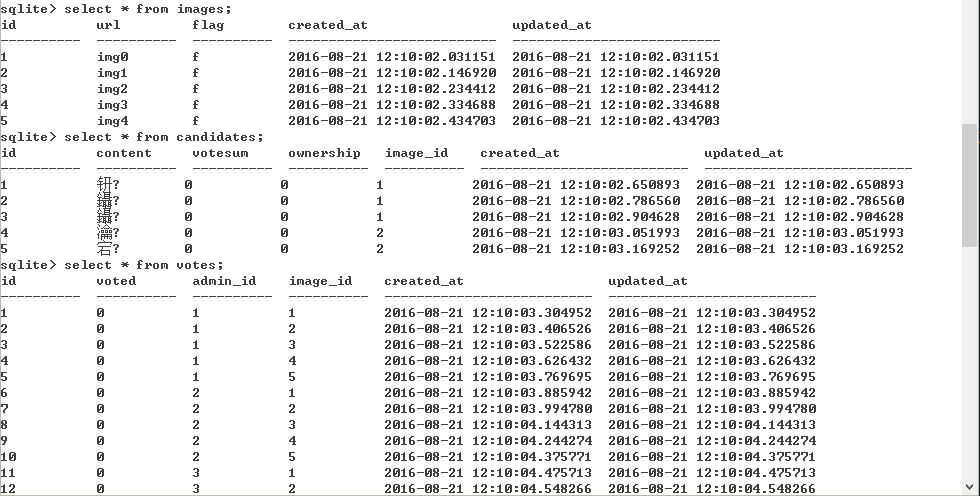 sqlite> select * from images;
id          url         flag        created_at                  updated_at
----------  ----------  ----------  --------------------------  --------------------------
1           img0        f           2016-08-21 12:10:02.031151  2016-08-21 12:10:02.031151
2           img1        f           2016-08-21 12:10:02.146920  2016-08-21 12:10:02.146920
3           img2        f           2016-08-21 12:10:02.234412  2016-08-21 12:10:02.234412
4           img3        f           2016-08-21 12:10:02.334688  2016-08-21 12:10:02.334688
5           img4        f           2016-08-21 12:10:02.434703  2016-08-21 12:10:02.434703
sqlite> select * from candidates;
id          content     votesum     ownership   image_id    created_at                  updated_at
----------  ----------  ----------  ----------  ----------  --------------------------  --------------------------
1           钘?         0           0           1           2016-08-21 12:10:02.650893  2016-08-21 12:10:02.650893
2           鑷?         0           0           1           2016-08-21 12:10:02.786560  2016-08-21 12:10:02.786560
3           鑷?         0           0           1           2016-08-21 12:10:02.904628  2016-08-21 12:10:02.904628
4           瀹?         0           0           2           2016-08-21 12:10:03.051993  2016-08-21 12:10:03.051993
5           宕?         0           0           2           2016-08-21 12:10:03.169252  2016-08-21 12:10:03.169252
sqlite> select * from votes;
id          voted       admin_id    image_id    created_at                  updated_at
----------  ----------  ----------  ----------  --------------------------  --------------------------
1           0           1           1           2016-08-21 12:10:03.304952  2016-08-21 12:10:03.304952
2           0           1           2           2016-08-21 12:10:03.406526  2016-08-21 12:10:03.406526
3           0           1           3           2016-08-21 12:10:03.522586  2016-08-21 12:10:03.522586
4           0           1           4           2016-08-21 12:10:03.626432  2016-08-21 12:10:03.626432
5           0           1           5           2016-08-21 12:10:03.769695  2016-08-21 12:10:03.769695
6           0           2           1           2016-08-21 12:10:03.885942  2016-08-21 12:10:03.885942
7           0           2           2           2016-08-21 12:10:03.994780  2016-08-21 12:10:03.994780
8           0           2           3           2016-08-21 12:10:04.144313  2016-08-21 12:10:04.144313
9           0           2           4           2016-08-21 12:10:04.244274  2016-08-21 12:10:04.244274
10          0           2           5           2016-08-21 12:10:04.375771  2016-08-21 12:10:04.375771
11          0           3           1           2016-08-21 12:10:04.475713  2016-08-21 12:10:04.475713
12          0           3           2           2016-08-21 12:10:04.548266  2016-08-21 12:10:04.548266